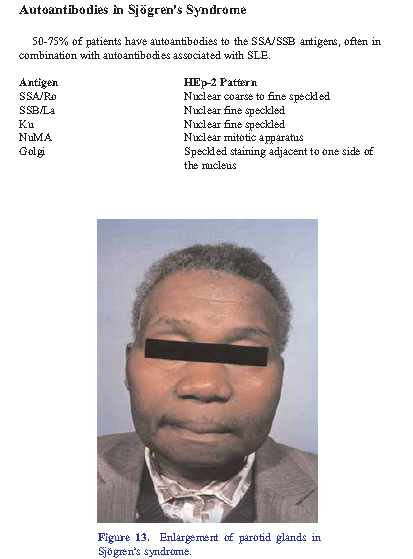 Autoantibodies in Sjögren's Syndrome
50-75% of patients have autoantibodies to the SSA/SSB antigens, often in
combination with autoantibodies associated with SLE.
Antigen HEp-2 Pattern
SSA/Ro Nuclear coarse to fine speckled
SSB/La Nuclear fine speckled
Ku Nuclear fine speckled
NuMA Nuclear mitotic apparatus
Golgi Speckled staining adjacent to one side of
the nucleus
Figure 13. Enlargement of parotid glands in
Sjögren's syndrome.